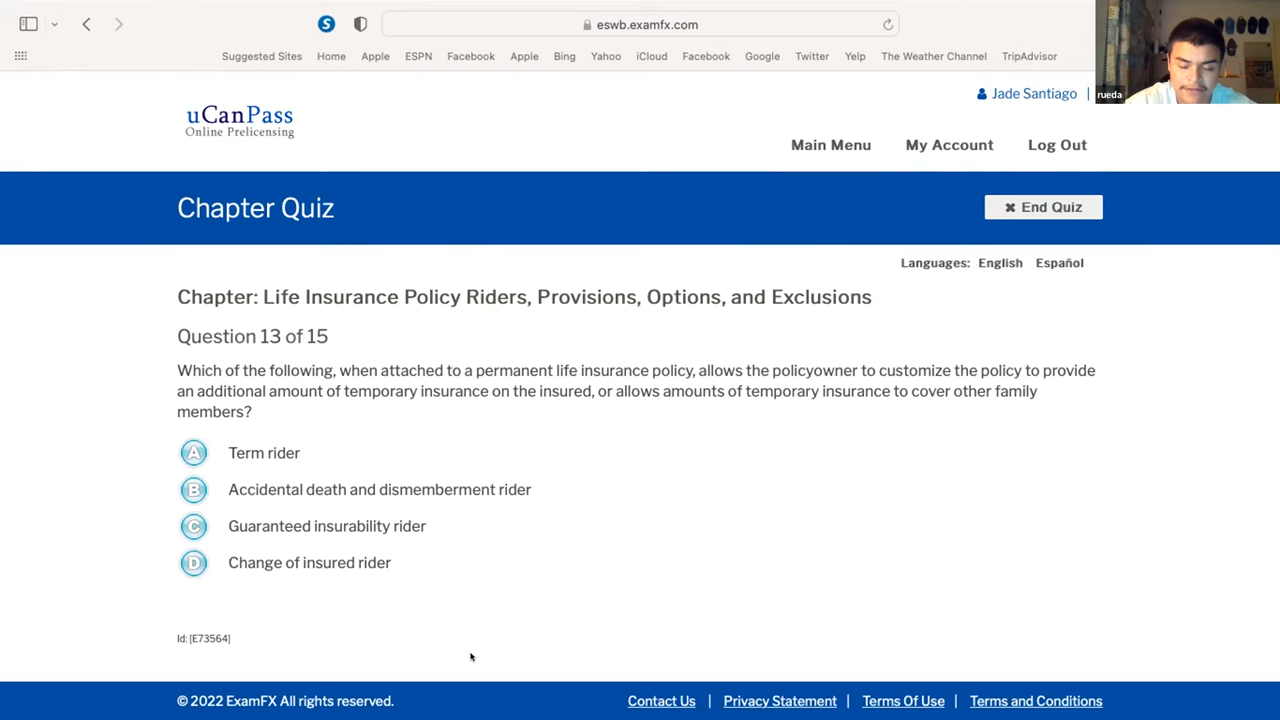 eswb.examfx.com
Suggested Sites Home Apple ESPN Facebook Apple Bing Yahoo iCloud Facebook Google Twitter Yelp The Weather Channel TripAdvisor
rueda
Jade Santiago |
uCanPass
Online Prelicensing
Main Menu My Account Log Out
Chapter Quiz
✖ End Quiz
Languages: English Español
Chapter: Life Insurance Policy Riders, Provisions, Options, and Exclusions
Question 13 of 15
Which of the following, when attached to a permanent life insurance policy, allows the policyowner to customize the policy to provide
an additional amount of temporary insurance on the insured, or allows amounts of temporary insurance to cover other family
members?
A Term rider
B Accidental death and dismemberment rider
C Guaranteed insurability rider
D Change of insured rider
Id: [E73564]
© 2022 ExamFX All rights reserved.
Contact Us | Privacy Statement | Terms Of Use | Terms and Conditions